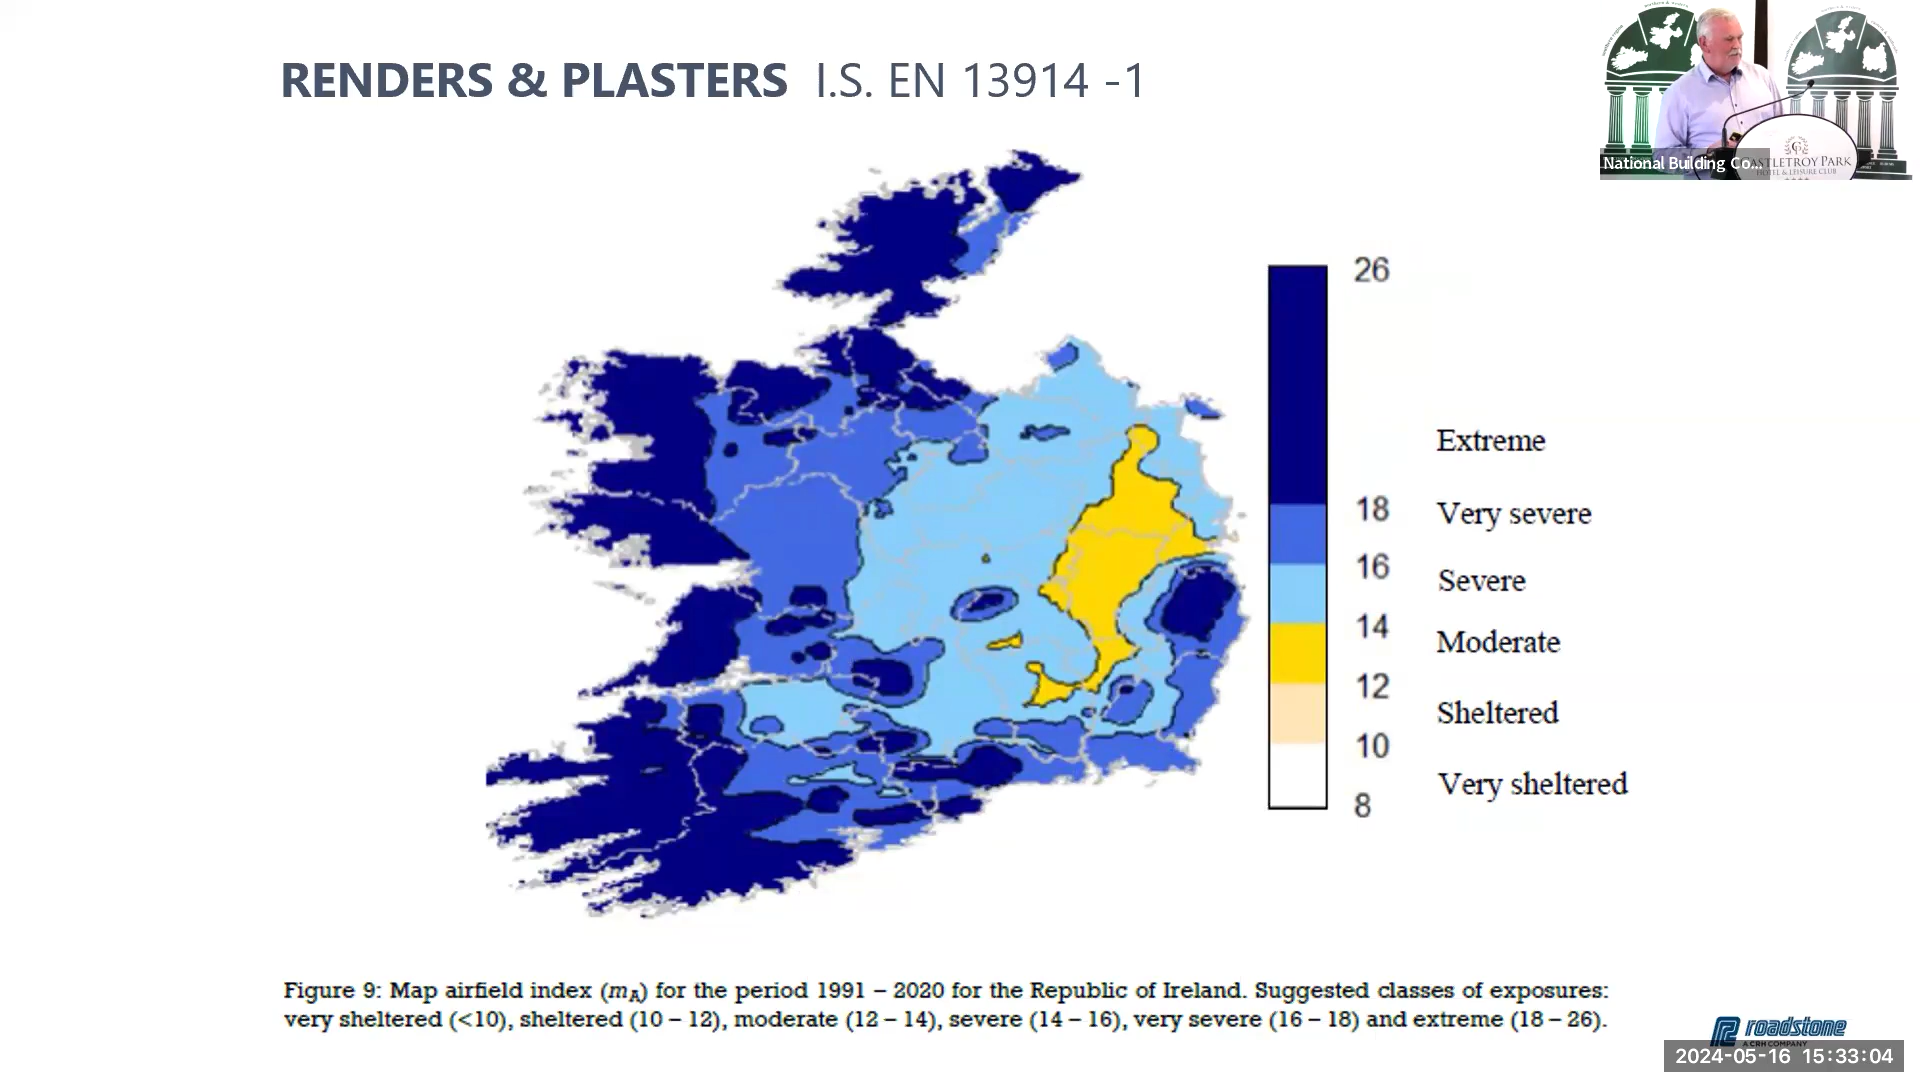 RENDERS & PLASTERS I.S. EN 13914 -1
National Building Co...
CASTLETROY PARK
HOTEL & LEISURE CLUB
26
Extreme
18
Very severe
16
Severe
14
Moderate
12
Sheltered
10
Very sheltered
8
Figure 9: Map airfield index (mA) for the period 1991 – 2020 for the Republic of Ireland. Suggested classes of exposures:
very sheltered (<10), sheltered (10 – 12), moderate (12 – 14), severe (14 – 16), very severe (16 – 18) and extreme (18 – 26).
roadstone
A CRH COMPANY
2024-05-16 15:33:04